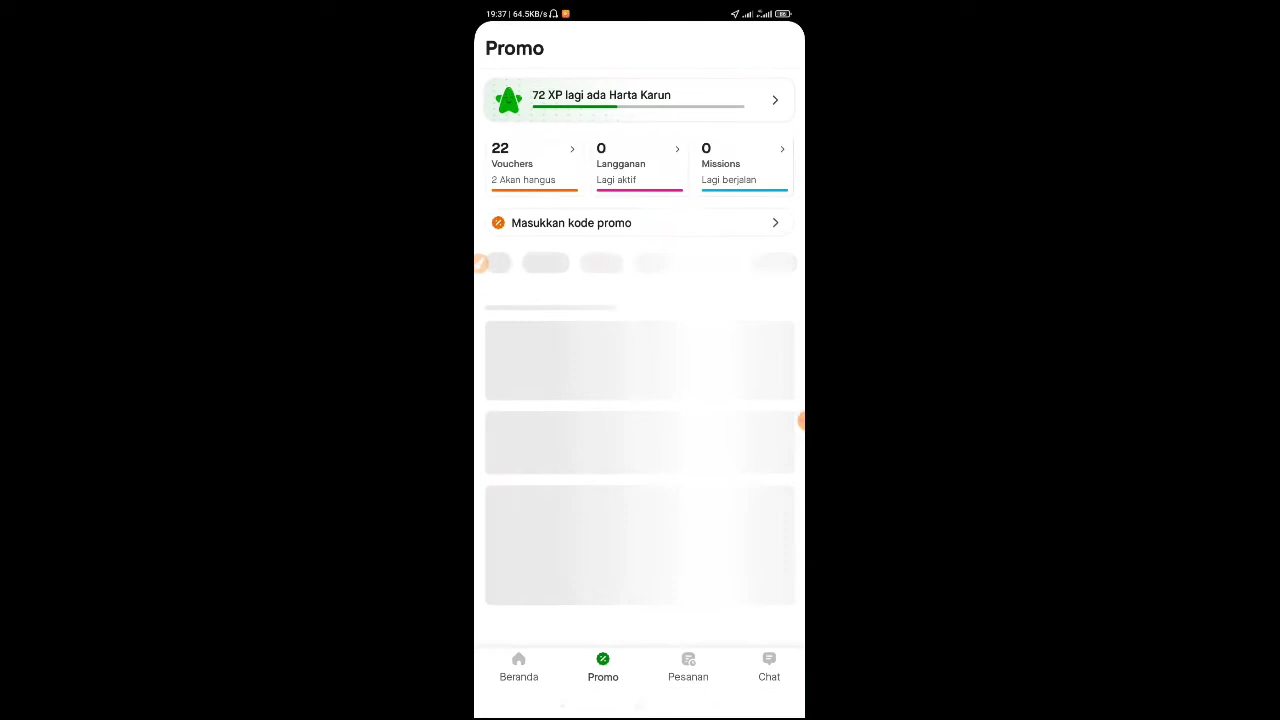 19:37 | 64.5KB/s
Promo
72 XP lagi ada Harta Karun
22
Vouchers
2 Akan hangus
0
Langganan
Lagi aktif
0
Missions
Lagi berjalan
Masukkan kode promo
Beranda
Promo
Pesanan
Chat